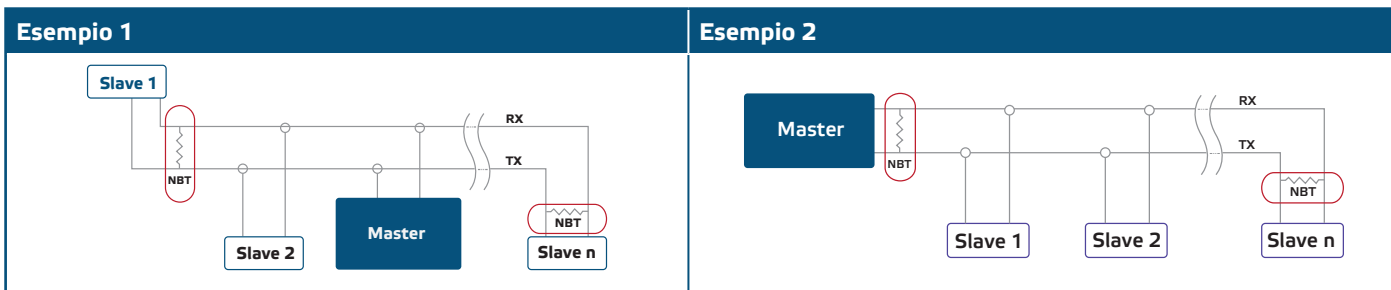 Esempio 1
Slave 1
RX
TX
NBT
NBT
Slave 2
Master
Slave n
Esempio 2
Master
RX
TX
NBT
NBT
Slave 1
Slave 2
Slave n